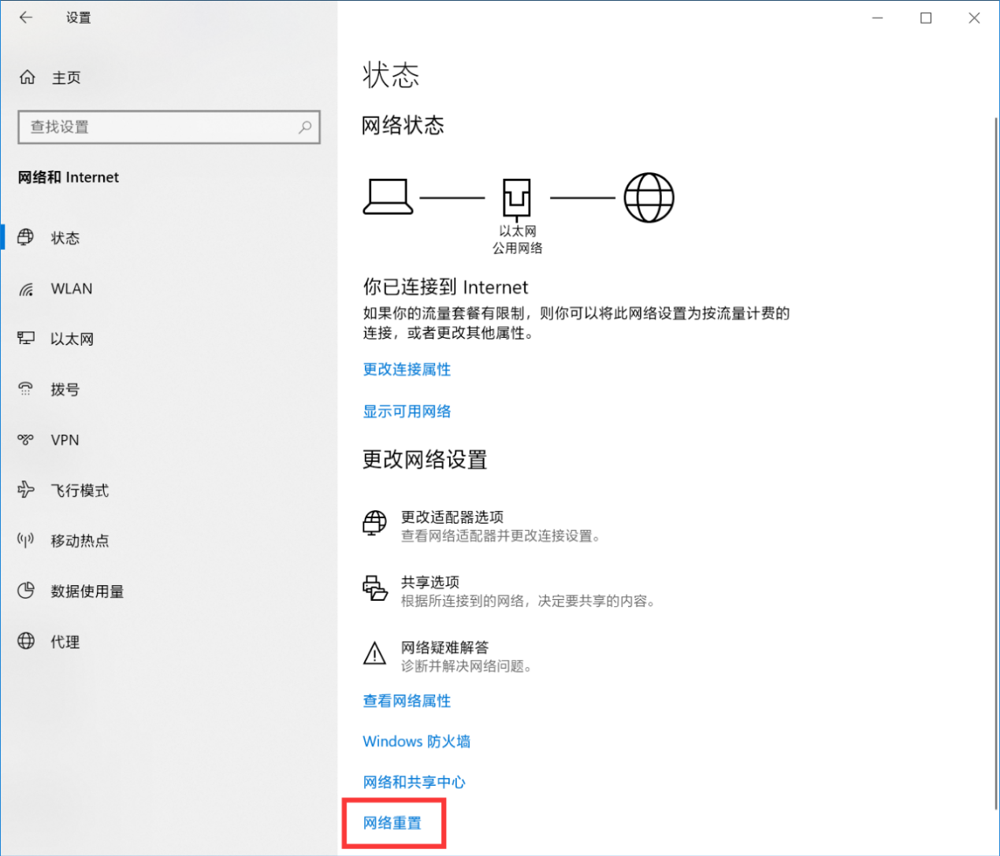 设置
主页
查找设置
网络和 Internet
状态
WLAN
以太网
拨号
VPN
飞行模式
移动热点
数据使用量
代理
状态
网络状态
以太网
公用网络
你已连接到 Internet
如果你的流量套餐有限制，则你可以将此网络设置为按流量计费的
连接，或者更改其他属性。
更改连接属性
显示可用网络
更改网络设置
更改适配器选项
查看网络适配器并更改连接设置。
共享选项
根据所连接到的网络，决定要共享的内容。
网络疑难解答
诊断并解决网络问题。
查看网络属性
Windows 防火墙
网络和共享中心
网络重置